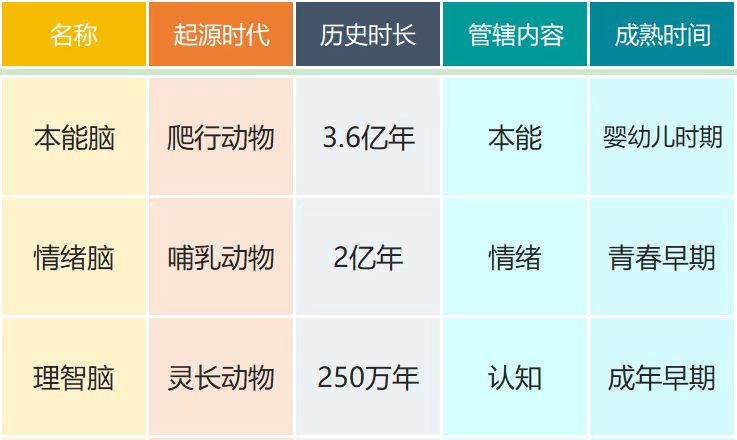 名称 起源时代 历史时长 管辖内容 成熟时间
本能脑 爬行动物 3.6亿年 本能 婴幼儿时期
情绪脑 哺乳动物 2亿年 情绪 青春早期
理智脑 灵长动物 250万年 认知 成年早期